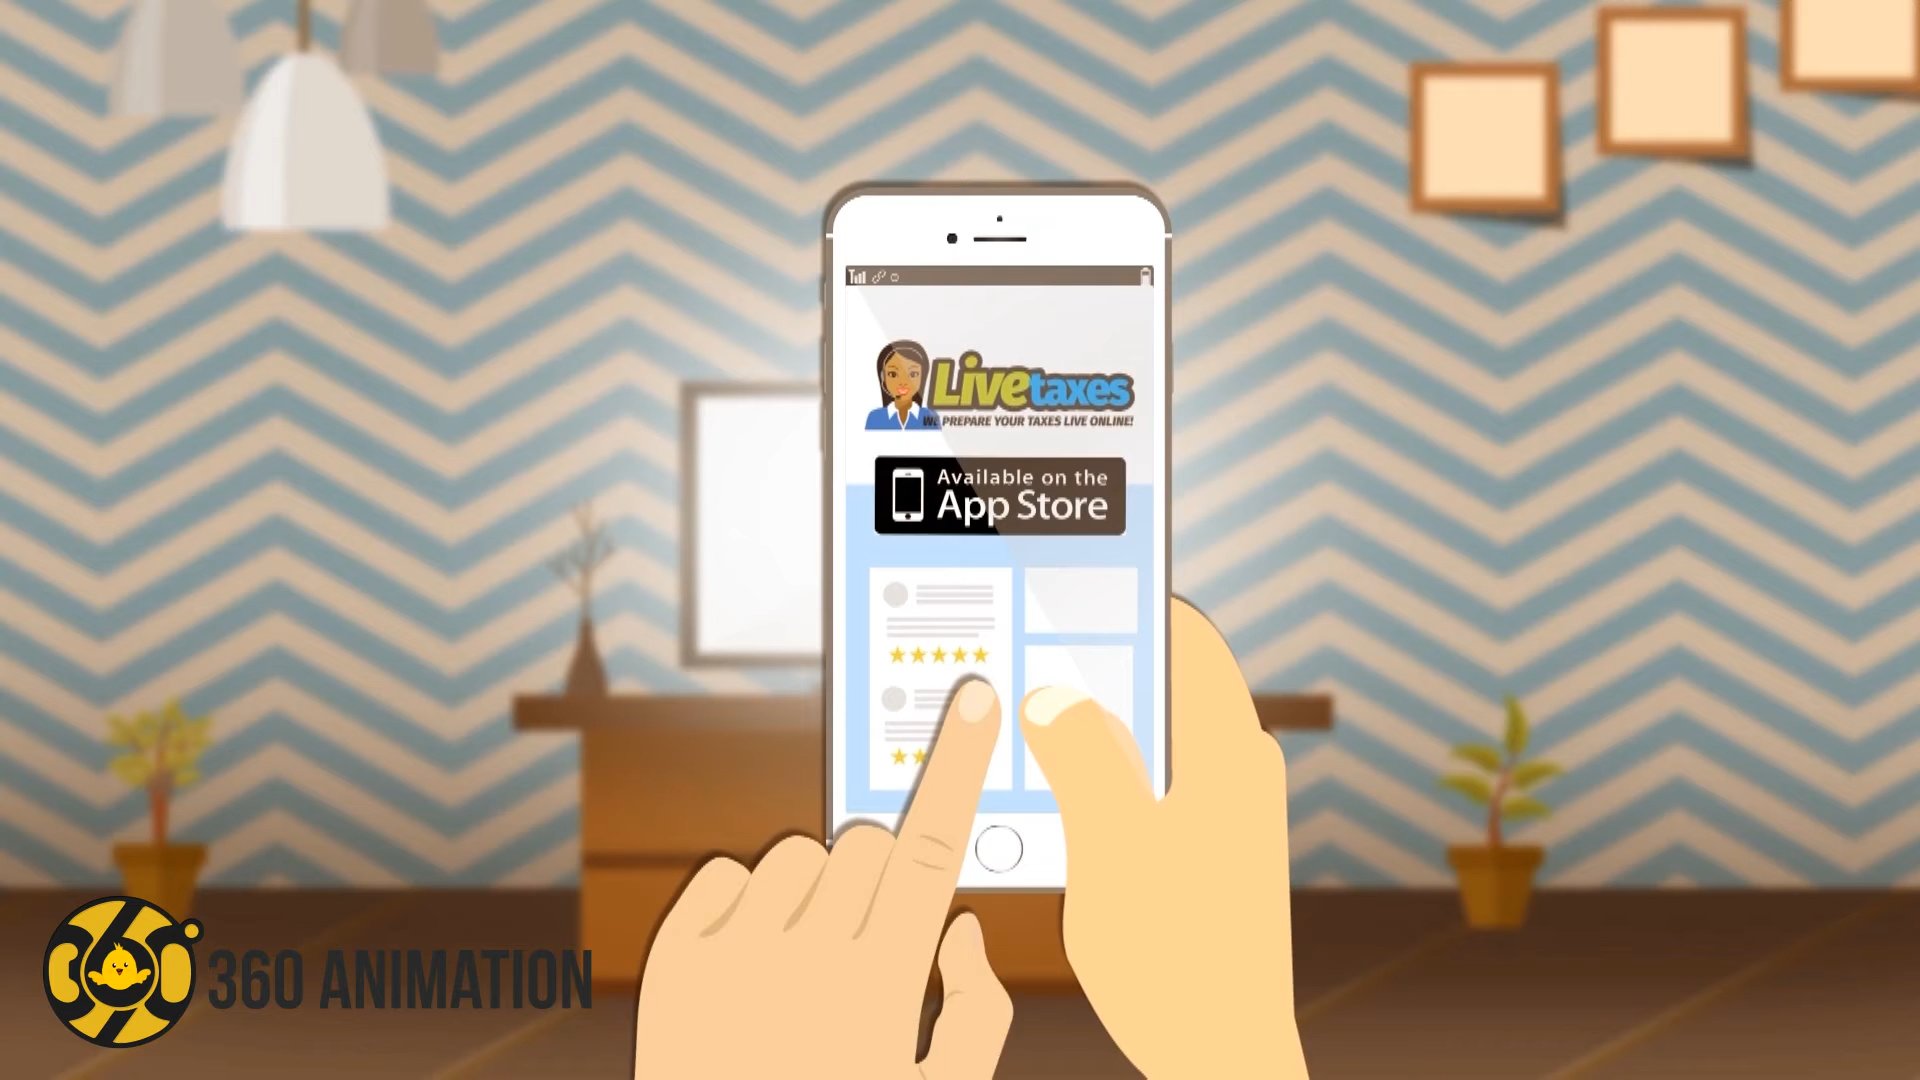 Livetaxes
WE PREPARE YOUR TAXES LIVE ONLINE!
Available on the
App Store
360 ANIMATION